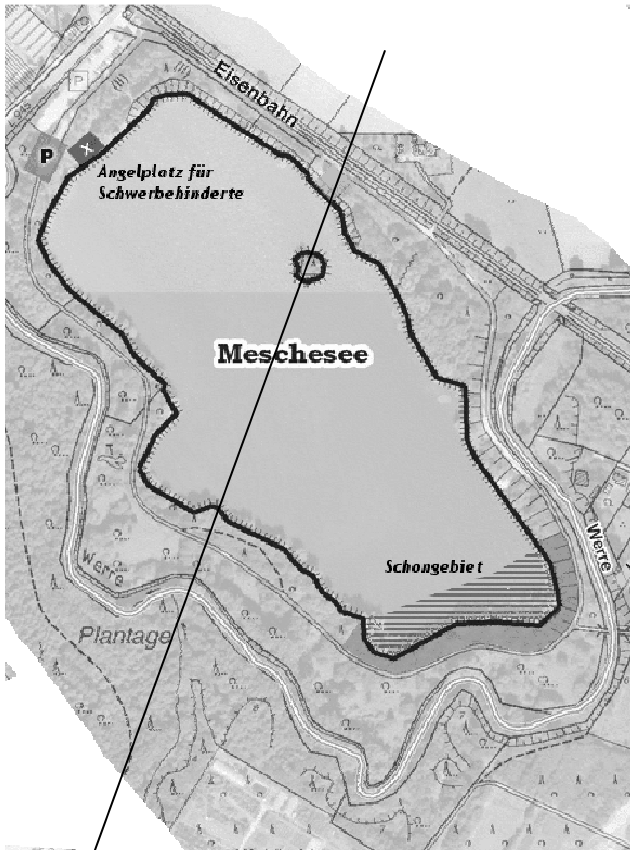 P
Eisenbahn
P
X
Angelplatz für
Schwerbehinderte
Meschesee
Schongebiet
Werre
Werre
Plantage